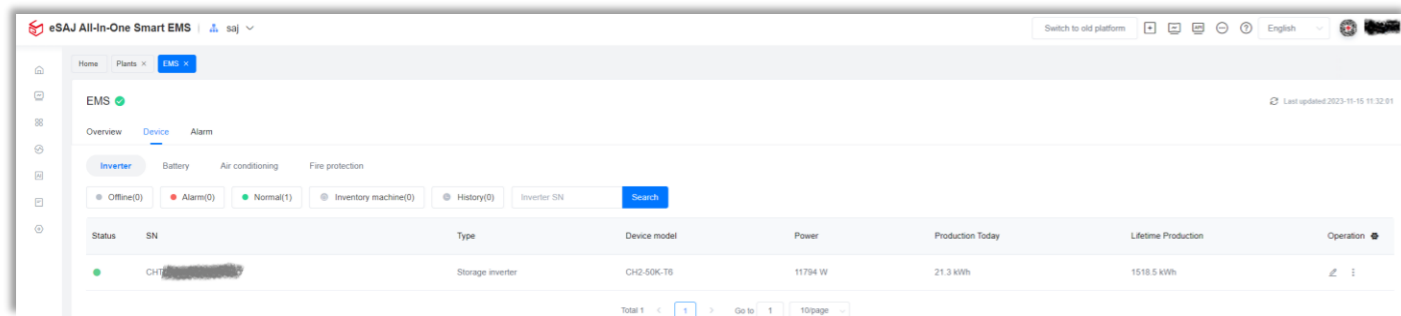 eSAJ All-In-One Smart EMS saj Switch to old platform English
Home Plants × EMS ×
EMS Last updated:2023-11-15 11:32:01
Overview Device Alarm
Inverter Battery Air conditioning Fire protection
Offline(0) Alarm(0) Normal(1) Inventory machine(0) History(0) Inverter SN Search
Status SN Type Device model Power Production Today Lifetime Production Operation
Storage inverter CH2-50K-T6 11794 W 21.3 kWh 1518.5 kWh
Total 1 < 1 > Go to 1 10/page